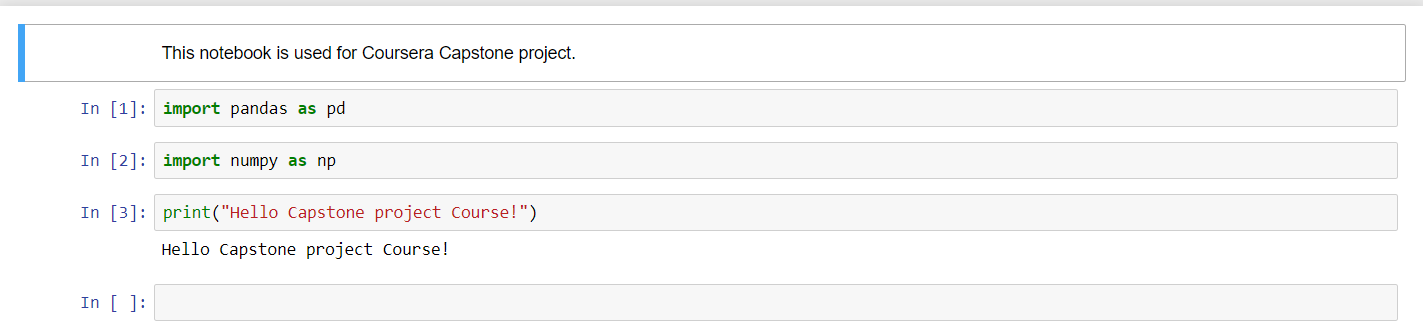 This notebook is used for Coursera Capstone project.
In [1]: import pandas as pd
In [2]: import numpy as np
In [3]: print("Hello Capstone project Course!")
Hello Capstone project Course!
In [ ]: